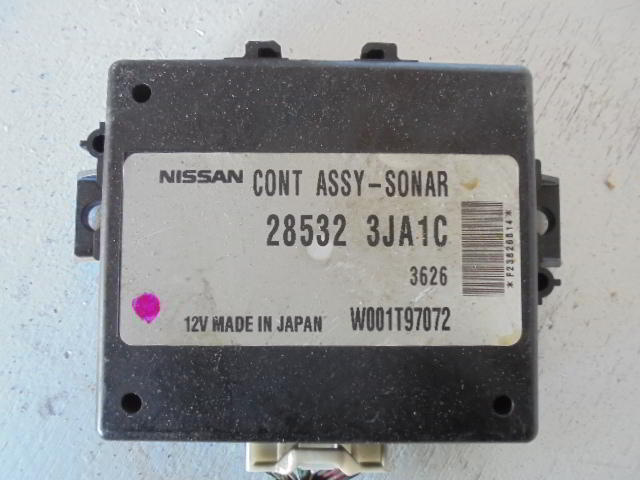 NISSAN CONT ASSY-SONAR
28532 3JA1C
3626
12V MADE IN JAPAN W001T97072